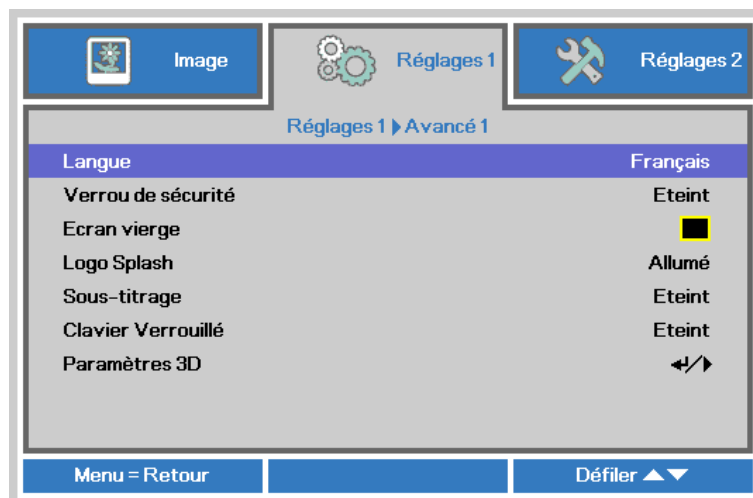 Image
Réglages 1
Réglages 2
Réglages 1 ▶ Avancé 1
Langue Français
Verrou de sécurité Eteint
Ecran vierge
Logo Splash Allumé
Sous-titrage Eteint
Clavier Verrouillé Eteint
Paramètres 3D ↵/▶
Menu = Retour
Défiler ▲▼